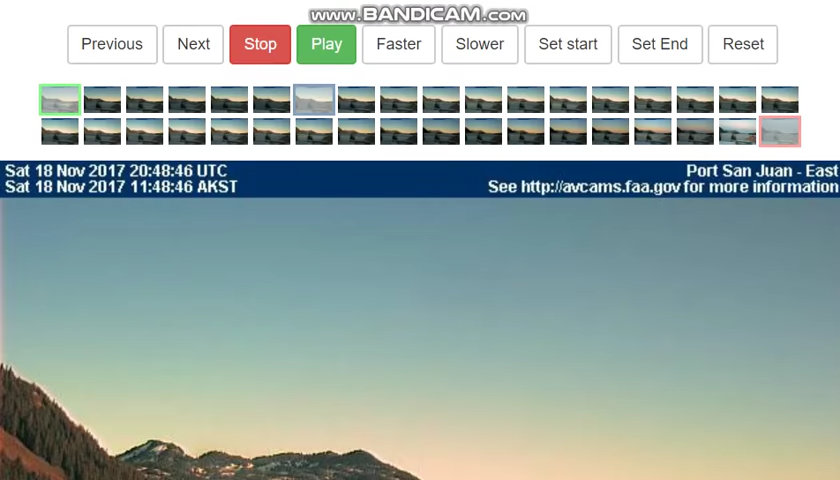 www.BANDICAM.com
Previous
Next
Stop
Play
Faster
Slower
Set start
Set End
Reset
Sat 18 Nov 2017 20:48:46 UTC
Port San Juan - East
Sat 18 Nov 2017 11:48:46 AKST
See http://avcams.faa.gov for more information